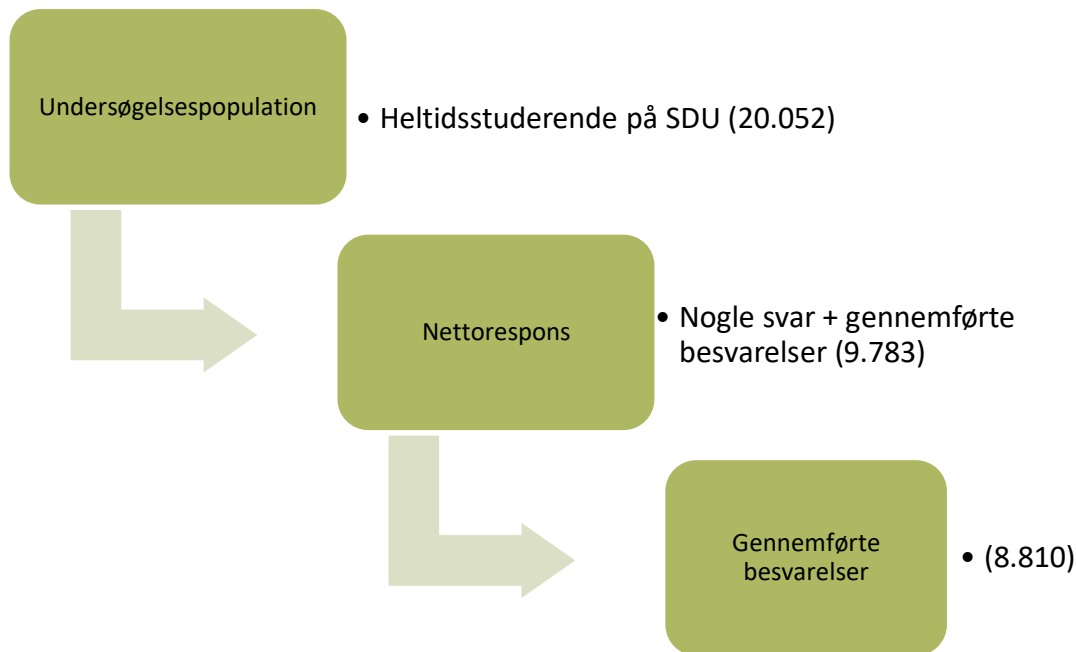 Undersøgelsespopulation
• Heltidsstuderende på SDU (20.052)
Nettorespons
• Nogle svar + gennemførte
besvarelser (9.783)
Gennemførte
besvarelser
• (8.810)